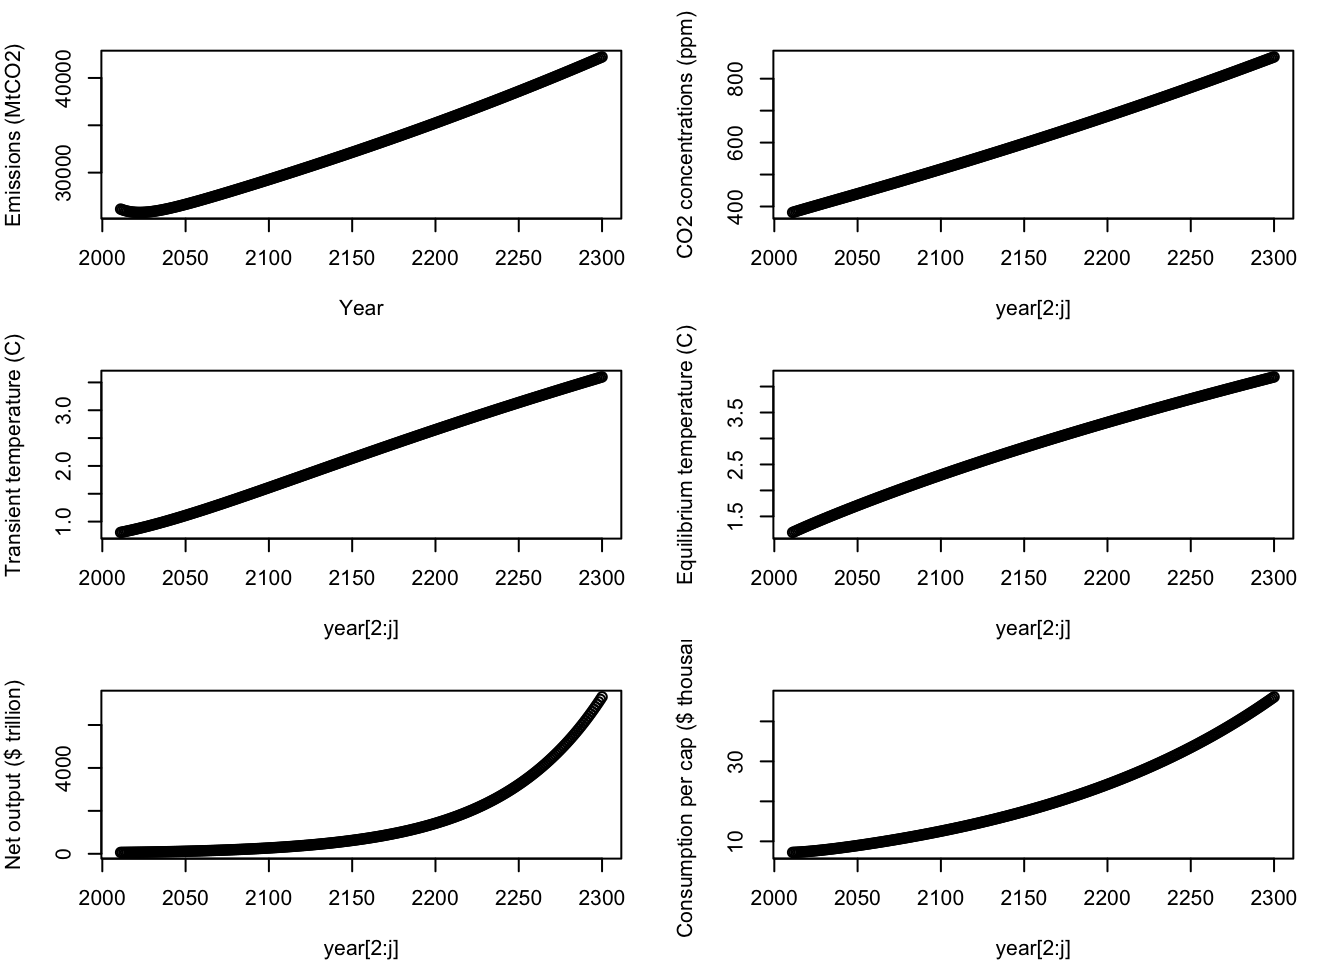 Emissions (MtCO2)
40000
30000
2000 2050 2100 2150 2200 2250 2300
Year
CO2 concentrations (ppm)
800
600
400
2000 2050 2100 2150 2200 2250 2300
year[2:j]
Transient temperature (C)
3.0
2.0
1.0
2000 2050 2100 2150 2200 2250 2300
year[2:j]
Equilibrium temperature (C)
3.5
2.5
1.5
2000 2050 2100 2150 2200 2250 2300
year[2:j]
Net output ($ trillion)
4000
0
2000 2050 2100 2150 2200 2250 2300
year[2:j]
Consumption per cap ($
30
10
2000 2050 2100 2150 2200 2250 2300
year[2:j]